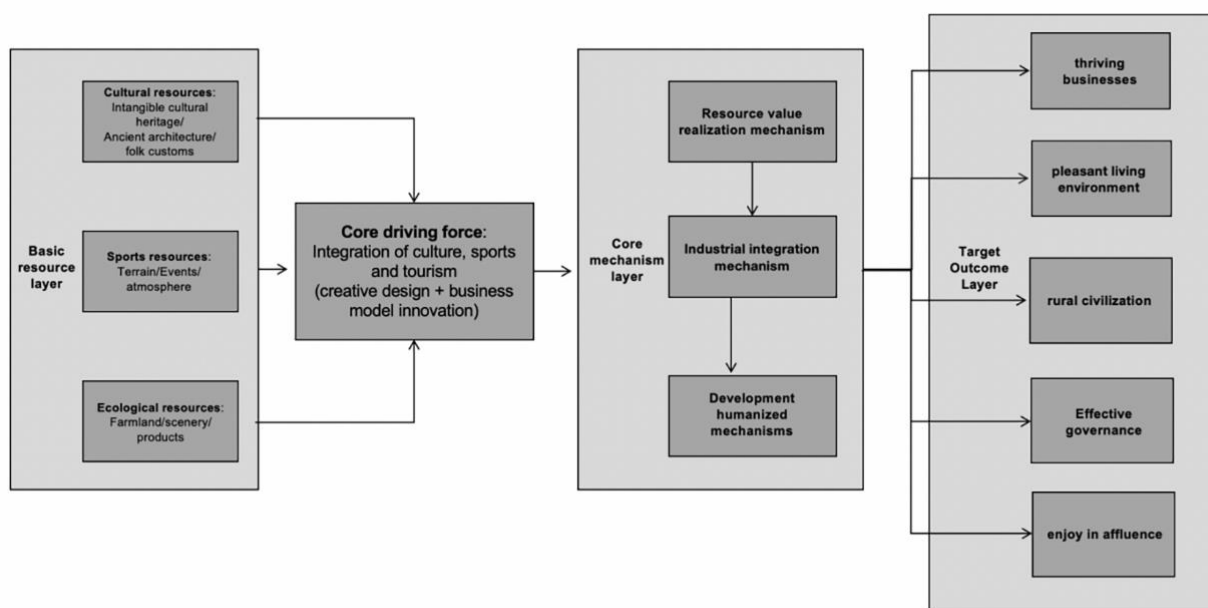 Basic
resource
layer
Cultural resources:
Intangible cultural
heritage/
Ancient architecture/
folk customs
Sports resources:
Terrain/Events/
atmosphere
Ecological resources:
Farmland/scenery/
products
Core driving force:
Integration of culture, sports
and tourism
(creative design + business
model innovation)
Core
mechanism
layer
Resource value
realization mechanism
Industrial integration
mechanism
Development
humanized
mechanisms
Target
Outcome
Layer
thriving
businesses
pleasant living
environment
rural civilization
Effective
governance
enjoy in affluence